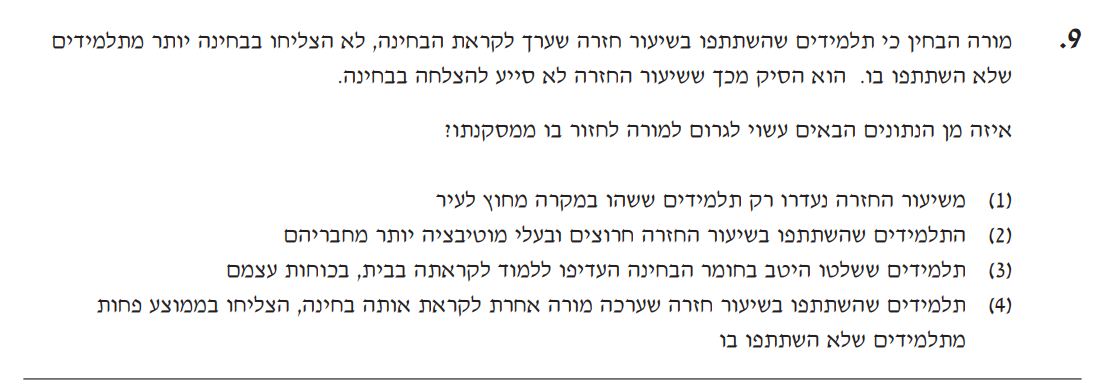 9. מורה הבחין כי תלמידים שהשתתפו בשיעור חזרה שערך לקראת הבחינה, לא הצליחו בבחינה יותר מתלמידים
שלא השתתפו בו. הוא הסיק מכך ששיעור החזרה לא סייע להצלחה בבחינה.
איזה מן הנתונים הבאים עשוי לגרום למורה לחזור בו ממסקנתו?
(1) משיעור החזרה נעדרו רק תלמידים ששהו במקרה מחוץ לעיר
(2) התלמידים שהשתתפו בשיעור החזרה חרוצים ובעלי מוטיבציה יותר מחבריהם
(3) תלמידים ששלטו היטב בחומר הבחינה העדיפו ללמוד לקראתה בבית, בכוחות עצמם
(4) תלמידים שהשתתפו בשיעור חזרה שערכה מורה אחרת לקראת אותה בחינה, הצליחו בממוצע פחות
מתלמידים שלא השתתפו בו